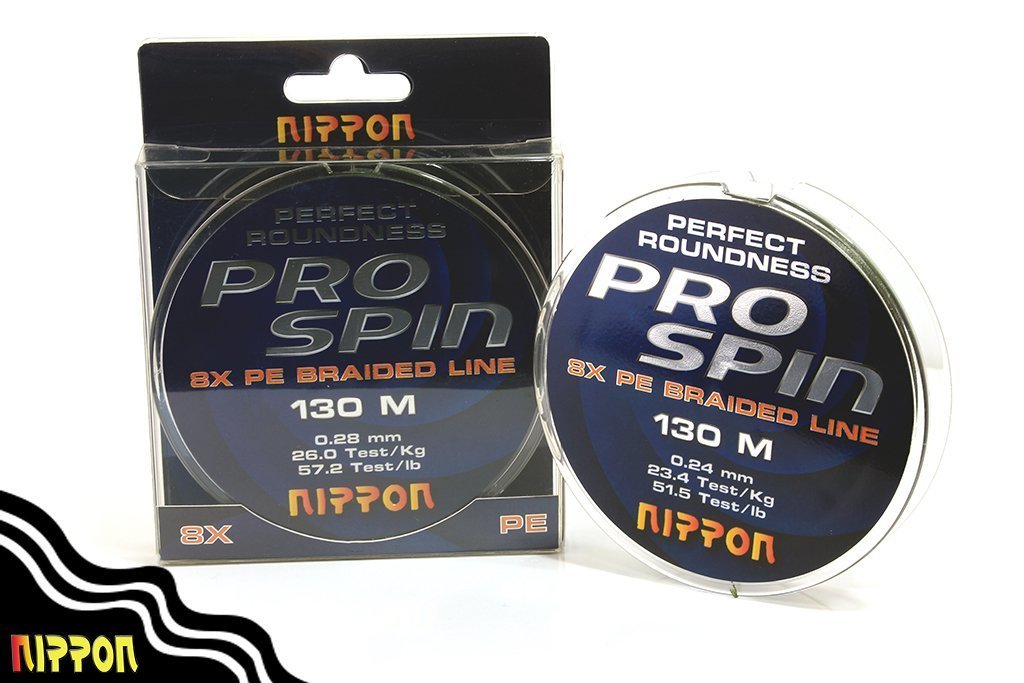 NIPPON
PERFECT
ROUNDNESS
PRO
SPIN
8X PE BRAIDED LINE
130 M
0.28 mm
26.0 Test/Kg
57.2 Test/lb
NIPPON
8X
PE
PERFECT
ROUNDNESS
PRO
SPIN
8X PE BRAIDED LINE
130 M
0.24 mm
23.4 Test/Kg
51.5 Test/lb
NIPPON
NIPPON